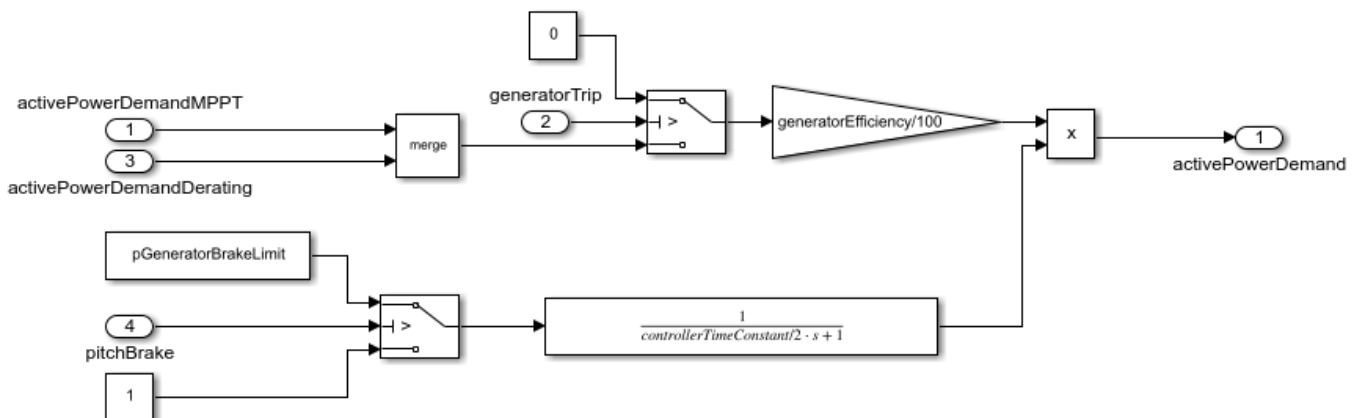 0
activePowerDemandMPPT
generatorTrip
1
2
>
generatorEfficiency/100
x
1
merge
3
activePowerDemand
activePowerDemandDerating
pGeneratorBrakeLimit
4
>
1
controllerTimeConstant/2 · s + 1
pitchBrake
1